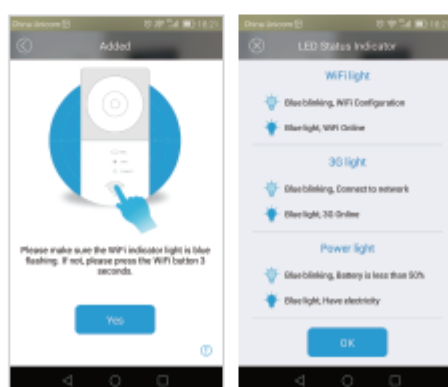 China Unicom
18:21
Added
Please make sure the WiFi indicator light is blue
flashing. If not, please press the WiFi button 3
seconds.
Yes
China Unicom
18:21
LED Status Indicator
WiFi light
Blue blinking, WiFi Configuration
Blue light, WiFi Online
3G light
Blue blinking, Connect to network
Blue light, 3G Online
Power light
Blue blinking, Battery is less than 50%
Blue light, Have electricity
OK